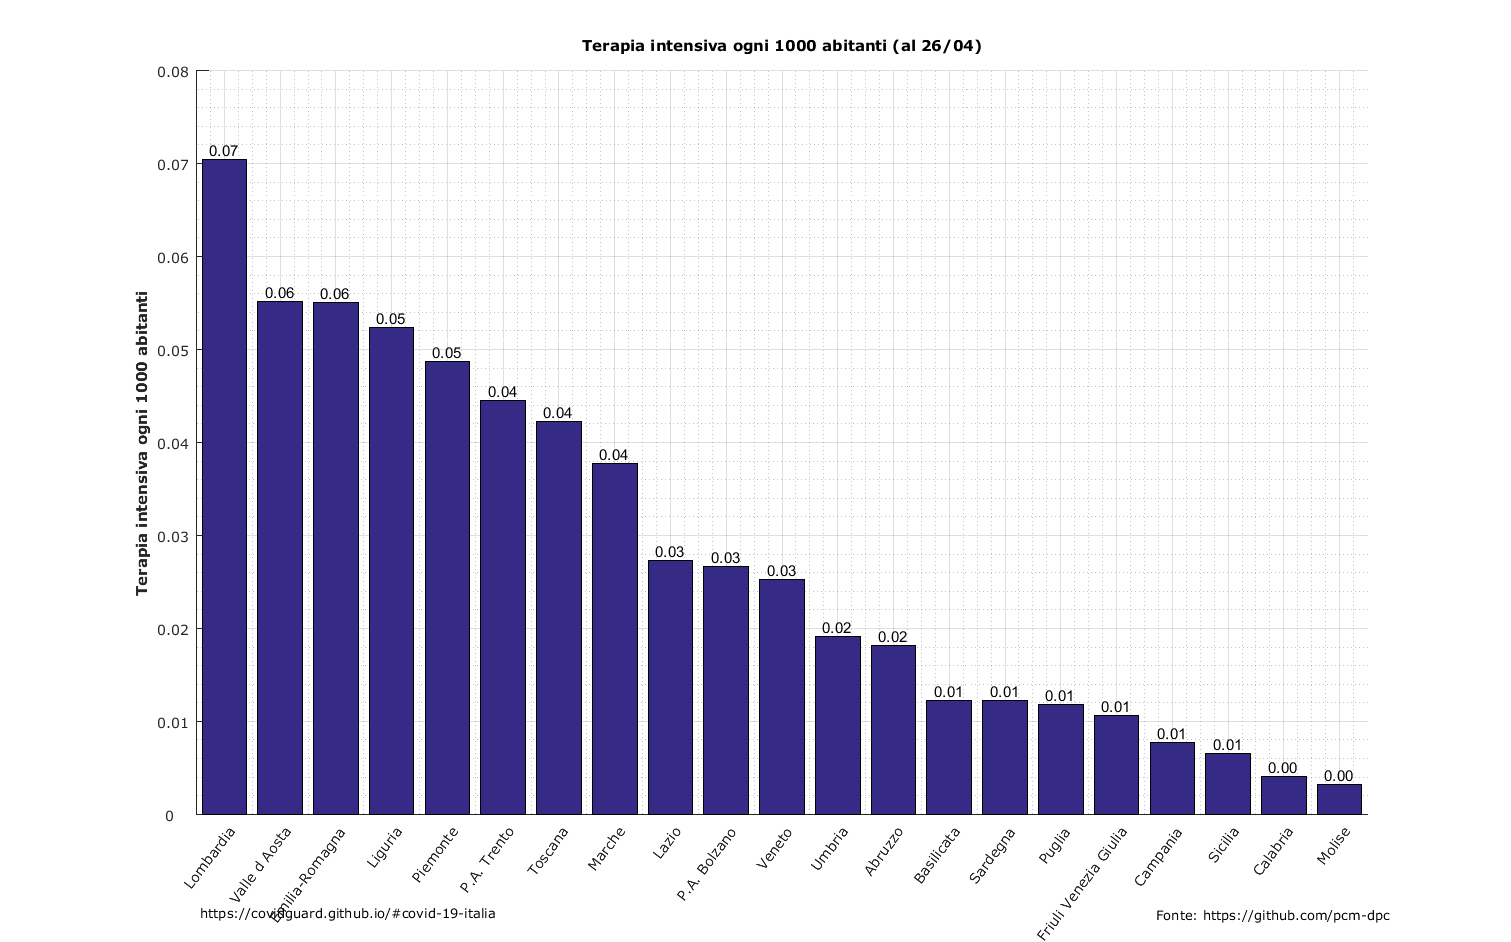 Terapia intensiva ogni 1000 abitanti (al 26/04)
Terapia intensiva ogni 1000 abitanti
0.08
0.07
0.06
0.05
0.04
0.03
0.02
0.01
0
0.07
0.06
0.06
0.05
0.05
0.04
0.04
0.04
0.03
0.03
0.03
0.02
0.02
0.01
0.01
0.01
0.01
0.01
0.01
0.00
0.00
Lombardia
Valle d Aosta
Emilia-Romagna
Liguria
Piemonte
P.A. Trento
Toscana
Marche
Lazio
P.A. Bolzano
Veneto
Umbria
Abruzzo
Basilicata
Sardegna
Puglia
Friuli Venezia Giulia
Campania
Sicilia
Calabria
Molise
https://covidguard.github.io/#covid-19-italia
Fonte: https://github.com/pcm-dpc